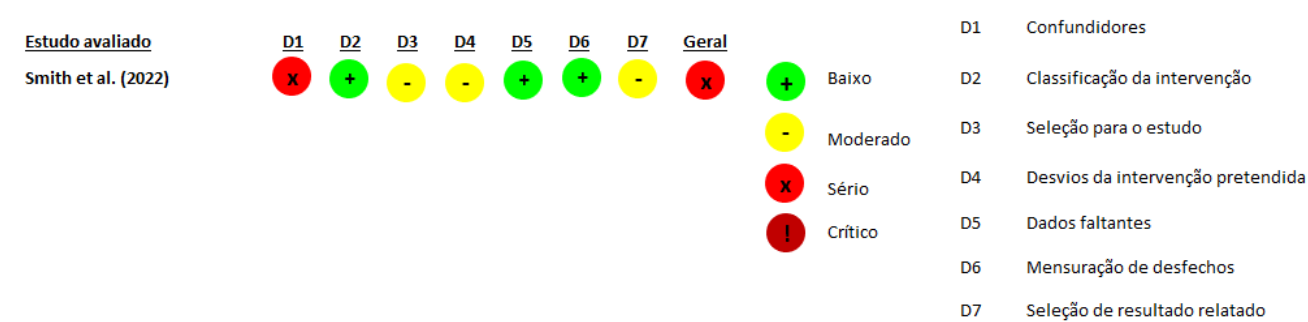 Estudo avaliado D1 D2 D3 D4 D5 D6 D7 Geral
Smith et al. (2022) x + - - + + - x
+ Baixo
- Moderado
x Sério
! Crítico
D1 Confundidores
D2 Classificação da intervenção
D3 Seleção para o estudo
D4 Desvios da intervenção pretendida
D5 Dados faltantes
D6 Mensuração de desfechos
D7 Seleção de resultado relatado